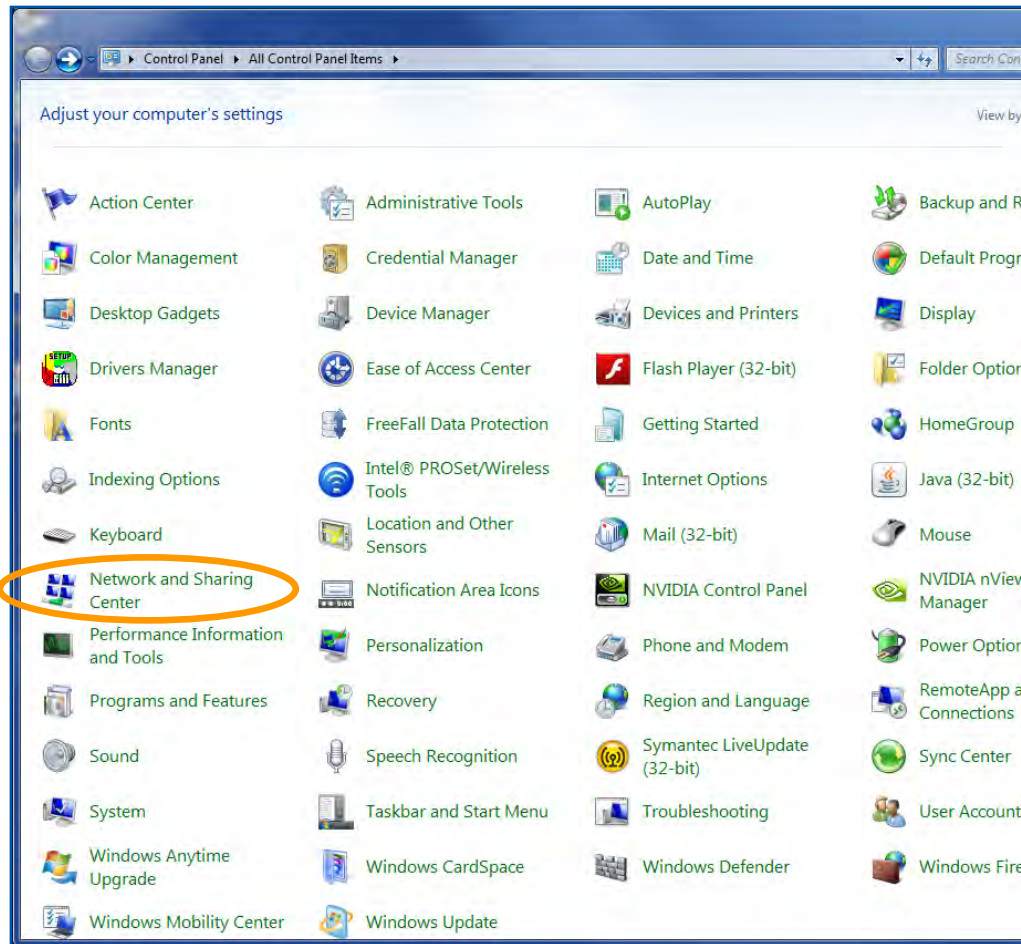 Control Panel All Control Panel Items Search Con
Adjust your computer's settings View by
Action Center Administrative Tools AutoPlay Backup and R
Color Management Credential Manager Date and Time Default Progr
Desktop Gadgets Device Manager Devices and Printers Display
SETUP
Drivers Manager Ease of Access Center Flash Player (32-bit) Folder Option
Fonts FreeFall Data Protection Getting Started HomeGroup
Indexing Options Intel® PROSet/Wireless Internet Options Java (32-bit)
Tools
Keyboard Location and Other Mail (32-bit) Mouse
Sensors
Network and Sharing Notification Area Icons NVIDIA Control Panel NVIDIA nView
Center Manager
Performance Information Personalization Phone and Modem Power Option
and Tools
Programs and Features Recovery Region and Language RemoteApp a
Connections
Sound Speech Recognition Symantec LiveUpdate Sync Center
(32-bit)
System Taskbar and Start Menu Troubleshooting User Account
Windows Anytime Windows CardSpace Windows Defender Windows Fire
Upgrade
Windows Mobility Center Windows Update